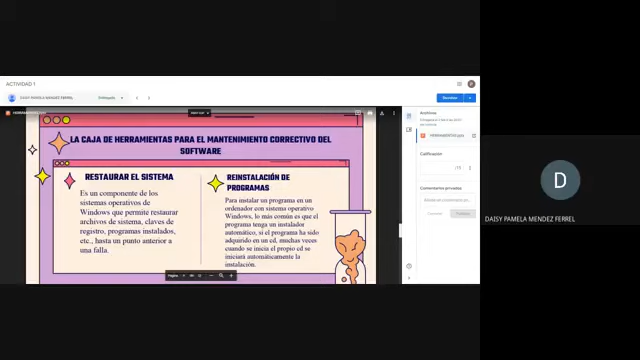 ACTIVIDAD 1
DAISY PAMELA MENDEZ FERREL
Entregado
Devolver
LA CAJA DE HERRAMIENTAS PARA EL MANTENIMIENTO CORRECTIVO DEL
SOFTWARE
RESTAURAR EL SISTEMA
Es un componente de los
sistemas operativos de
Windows que permite restaurar
archivos de sistema, claves de
registro, programas instalados,
etc., hasta un punto anterior a
una falla.
REINSTALACIÓN DE
PROGRAMAS
Para instalar un programa en un
ordenador con sistema operativo
Windows, lo más común es que el
programa tenga un instalador
automático, si el programa ha sido
adquirido en un cd, muchas veces
cuando se inicia el propio cd se
iniciará automáticamente la
instalación.
Página
Archivos
Calificación
Comentarios privados
D
DAISY PAMELA MENDEZ FERREL